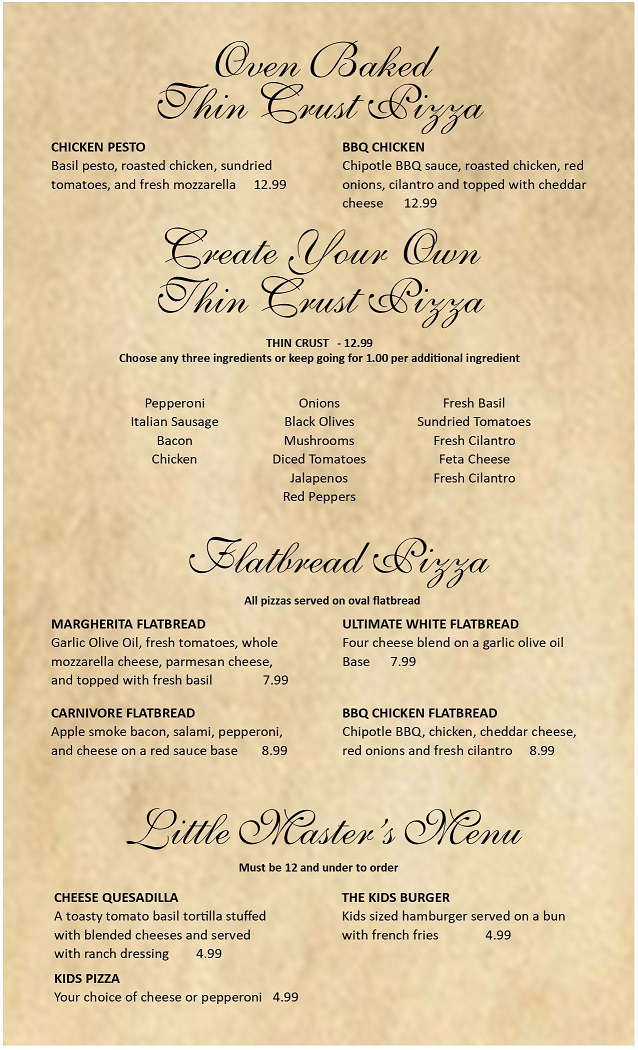 Oven Baked
Thin Crust Pizza
CHICKEN PESTO
Basil pesto, roasted chicken, sundried
tomatoes, and fresh mozzarella 12.99
BBQ CHICKEN
Chipotle BBQ sauce, roasted chicken, red
onions, cilantro and topped with cheddar
cheese 12.99
Create Your Own
Thin Crust Pizza
THIN CRUST - 12.99
Choose any three ingredients or keep going for 1.00 per additional ingredient
Pepperoni
Italian Sausage
Bacon
Chicken
Onions
Black Olives
Mushrooms
Diced Tomatoes
Jalapenos
Red Peppers
Fresh Basil
Sundried Tomatoes
Fresh Cilantro
Feta Cheese
Fresh Cilantro
Flatbread Pizza
All pizzas served on oval flatbread
MARGHERITA FLATBREAD
Garlic Olive Oil, fresh tomatoes, whole
mozzarella cheese, parmesan cheese,
and topped with fresh basil 7.99
ULTIMATE WHITE FLATBREAD
Four cheese blend on a garlic olive oil
Base 7.99
CARNIVORE FLATBREAD
Apple smoke bacon, salami, pepperoni,
and cheese on a red sauce base 8.99
BBQ CHICKEN FLATBREAD
Chipotle BBQ, chicken, cheddar cheese,
red onions and fresh cilantro 8.99
Little Master's Menu
Must be 12 and under to order
CHEESE QUESADILLA
A toasty tomato basil tortilla stuffed
with blended cheeses and served
with ranch dressing 4.99
THE KIDS BURGER
Kids sized hamburger served on a bun
with french fries 4.99
KIDS PIZZA
Your choice of cheese or pepperoni 4.99